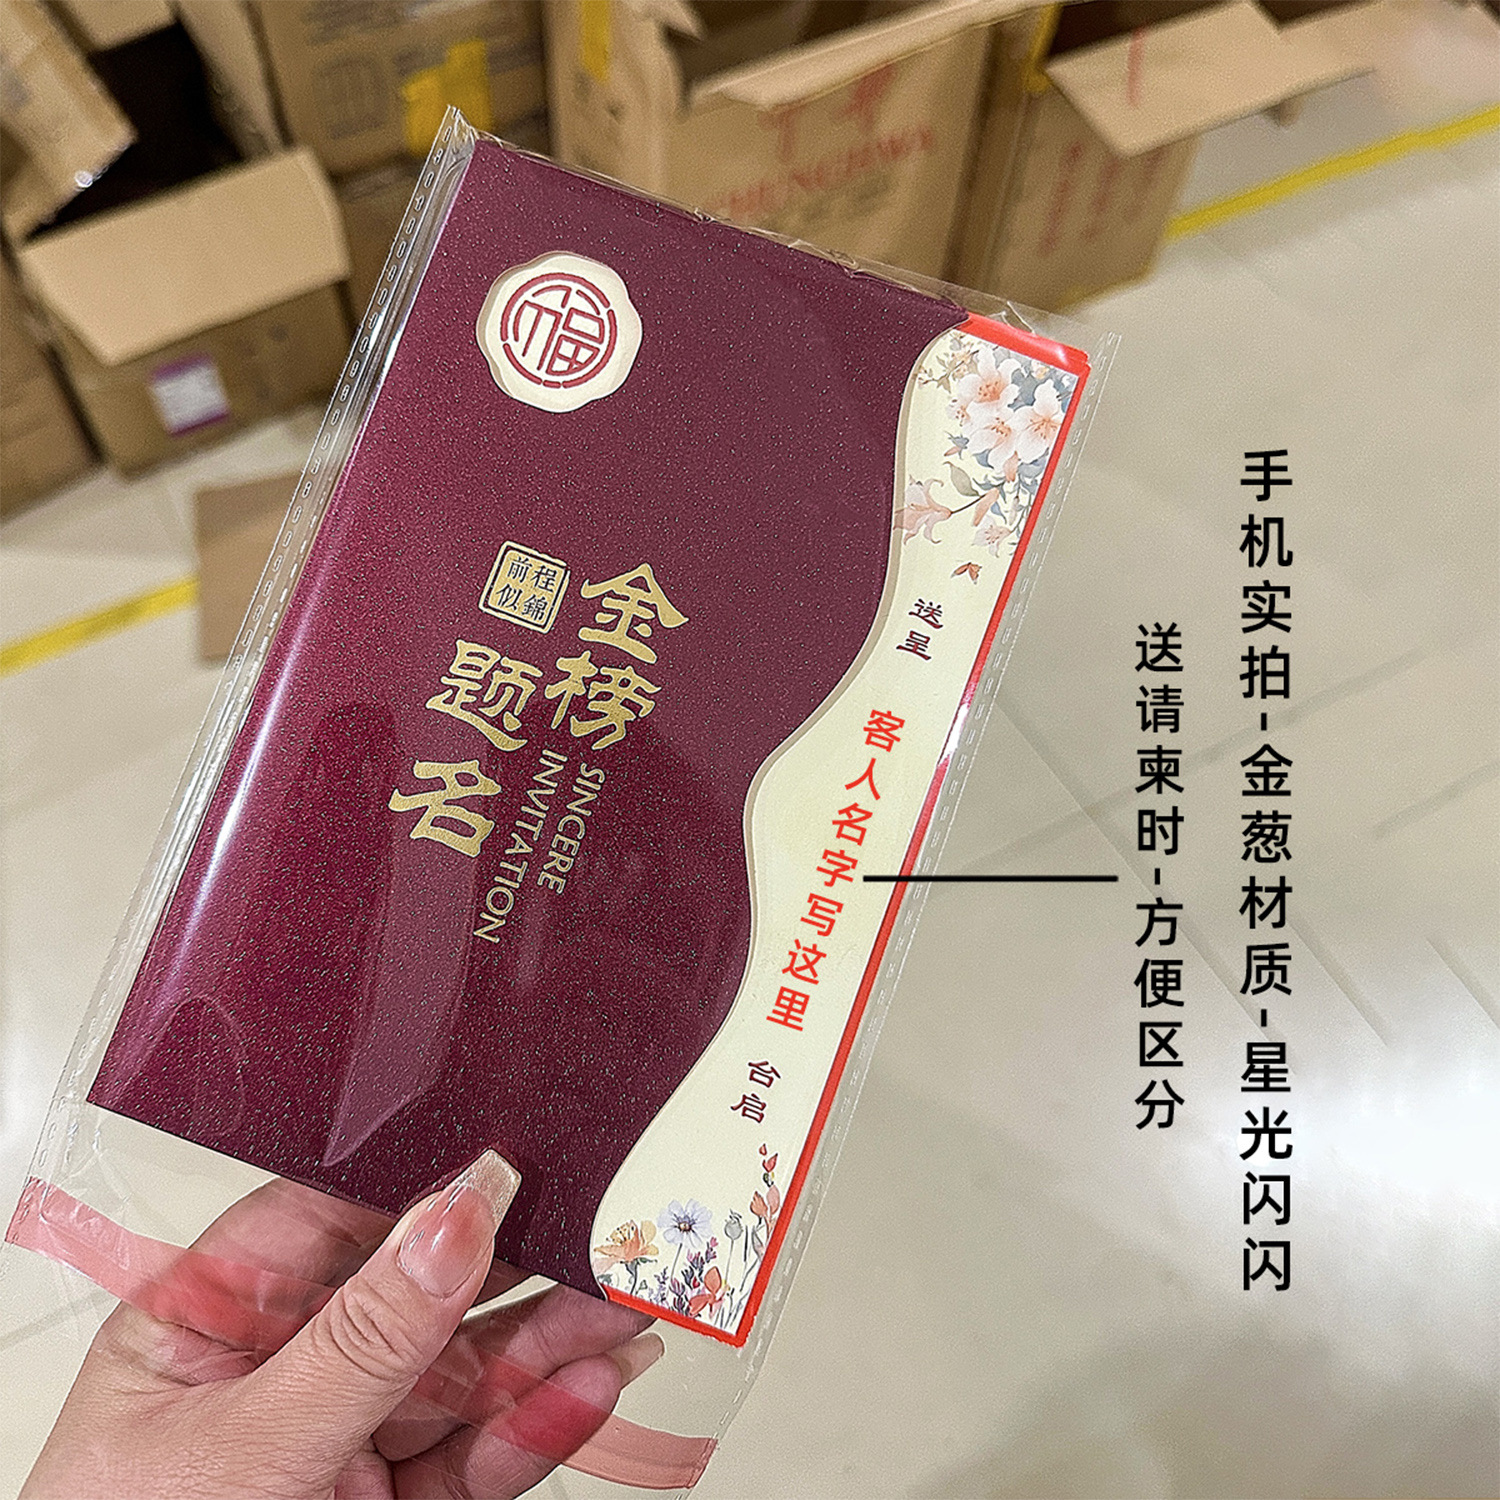 福
金榜
题名
前程
似錦
SINCERE
INVITATION
送呈
客人名字写这里
台启
手机实拍-金葱材质-星光闪闪
送请柬时-方便区分